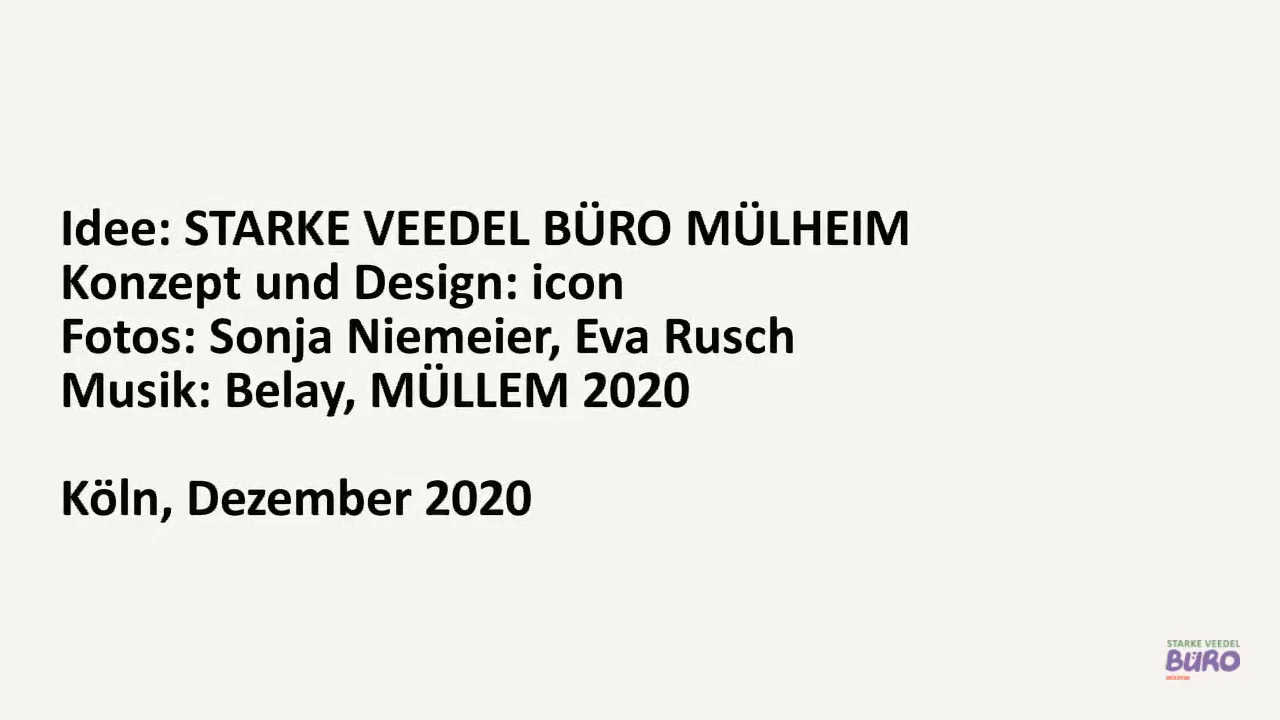 Idee: STARKE VEEDEL BÜRO MÜLHEIM
Konzept und Design: icon
Fotos: Sonja Niemeier, Eva Rusch
Musik: Belay, MÜLLEM 2020
Köln, Dezember 2020
STARKE VEEDEL
BÜRO
MÜLHEIM